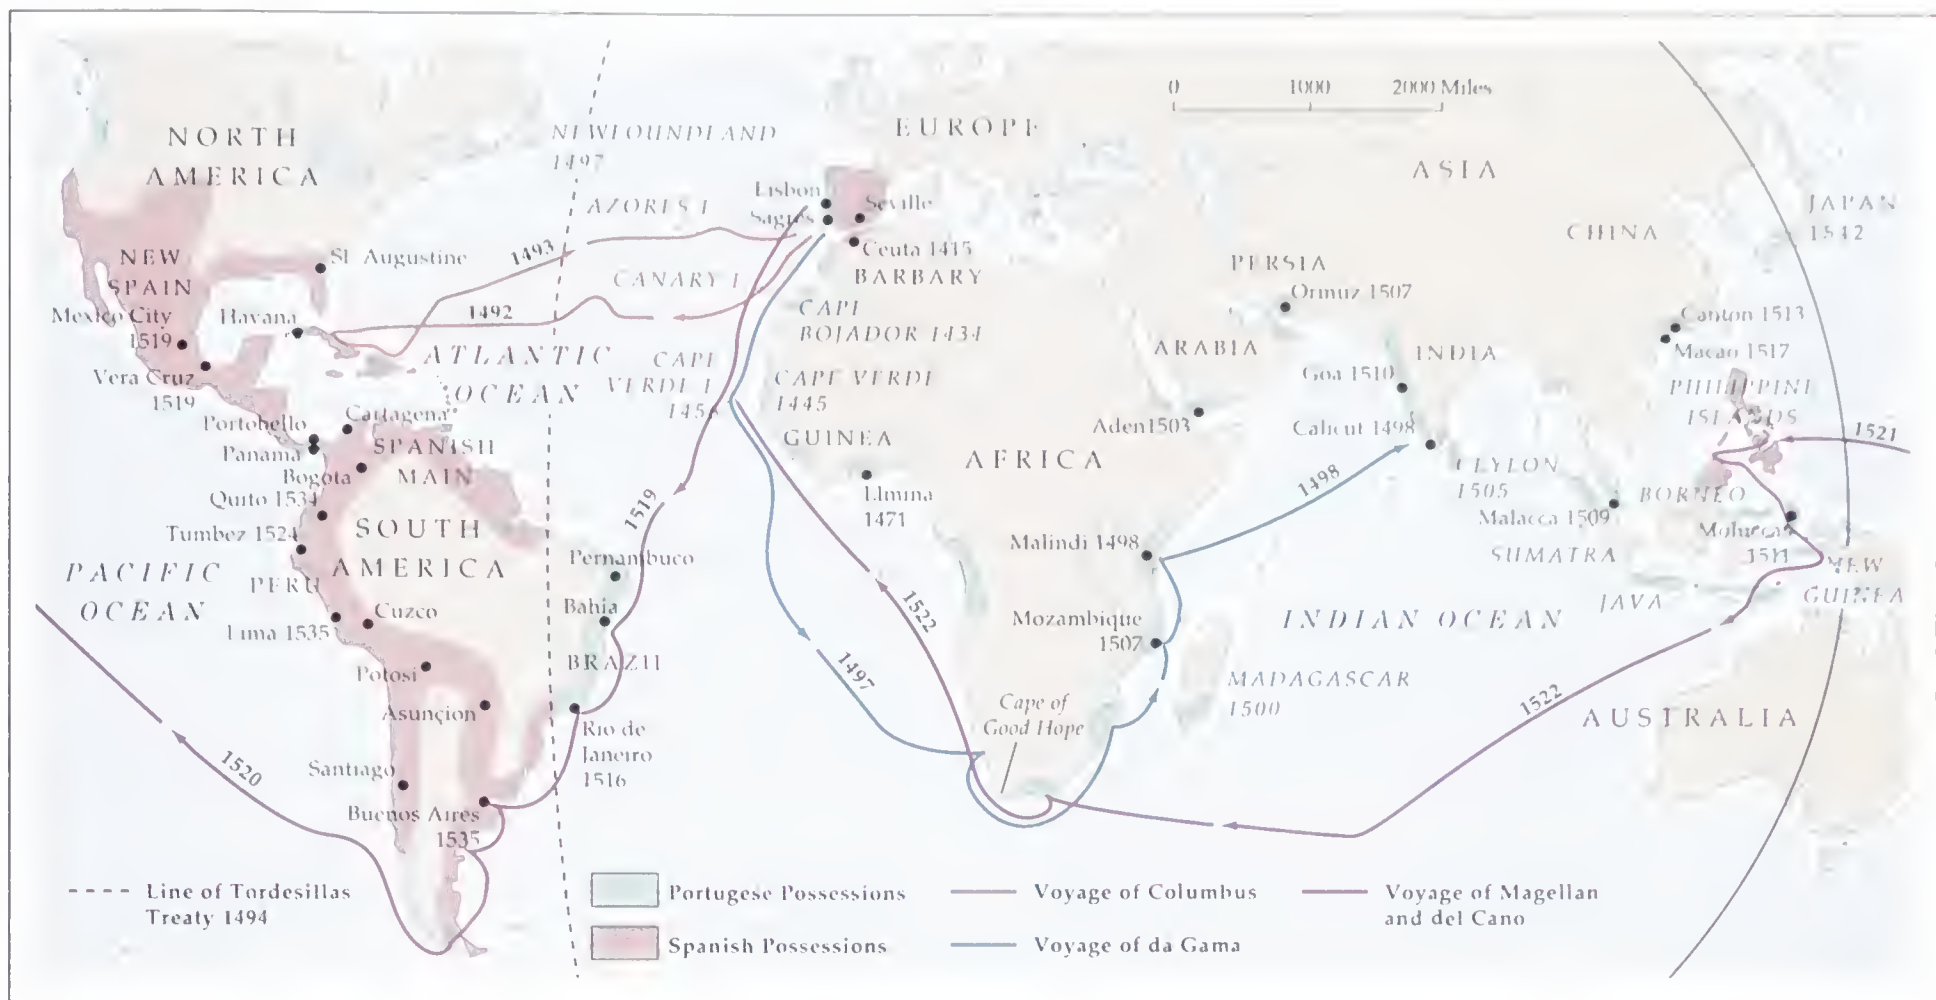 0 1000 2000 Miles
NORTH
AMERICA
NEWFOUNDLAND
1497
EUROPE
ASIA
AZORES I
Lisbon
Sagres
Seville
Ceuta 1415
BARBARY
JAPAN
1542
CHINA
1493
St Augustine
NEW
SPAIN
CANARY I
PERSIA
Ormuz 1507
Mexico City
1519
Havana
1492
CAPE
BOJADOR 1434
Canton 1513
Macao 1517
ATLANTIC
OCEAN
ARABIA
INDIA
Vera Cruz
1519
CAPE
VERDE I
145
CAPE VERDE
1445
Goa 1510
PHILIPPINE
ISLANDS
Portobello
Cartagena
Panama
SPANISH
MAIN
Bogota
GUINEA
Aden1503
Calicut 1498
1521
AFRICA
Quito 1534
Elmina
1471
1498
CEYLON
1505
BORNEO
Malacca 1509
Moluccas
1511
1519
Tumbez 1524
SOUTH
AMERICA
Malindi 1498
SUMATRA
PACIFIC
OCEAN
Pernambuco
PERU
NEW
GUINEA
JAVA
Cuzco
Lima 1535
Bahia
1522
Mozambique
1507
INDIAN OCEAN
BRAZIL
Potosi
1497
MADAGASCAR
1500
1522
Asunçion
Cape of
Good Hope
AUSTRALIA
Rio de
Janeiro
1516
1520
Santiago
Buenos Aires
1535
Line of Tordesillas
Treaty 1494
Portugese Possessions
Spanish Possessions
Voyage of Columbus
Voyage of da Gama
Voyage of Magellan
and del Cano